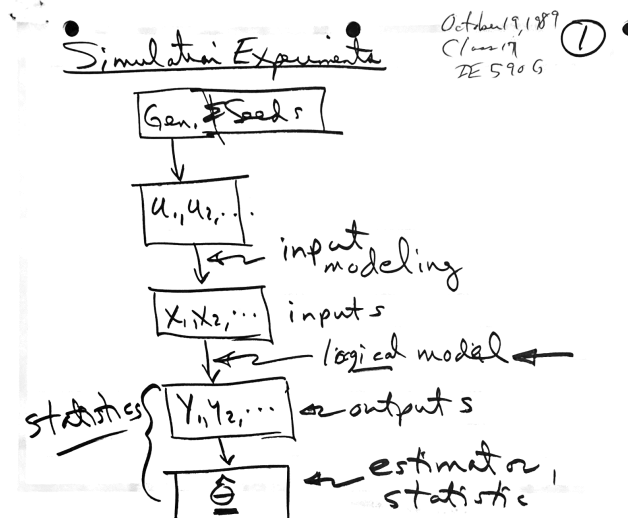 October 19, 1989
Class 17
IE 590G
1
Simulation Experiments
Gen. & Seeds
u₁, u₂, ...
input
modeling
X₁, X₂, ... inputs
logical model
statistics
Y₁, Y₂, ... outputs
estimator,
statistic
θ̂